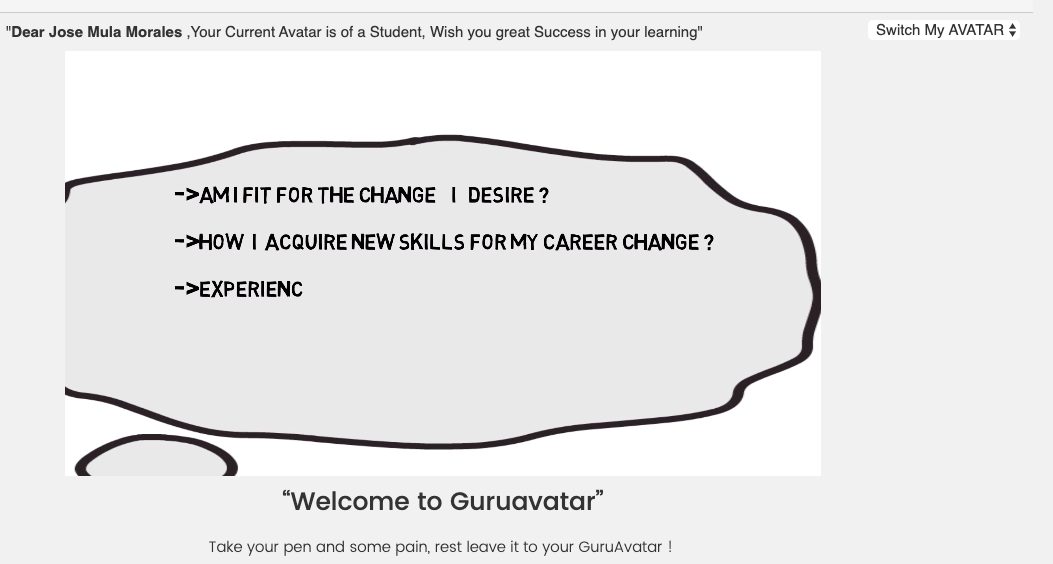 "Dear Jose Mula Morales ,Your Current Avatar is of a Student, Wish you great Success in your learning"
Switch My AVATAR
->AM I FIT FOR THE CHANGE I DESIRE ?
->HOW I ACQUIRE NEW SKILLS FOR MY CAREER CHANGE ?
->EXPERIENC
“Welcome to Guruavatar”
Take your pen and some pain, rest leave it to your GuruAvatar !